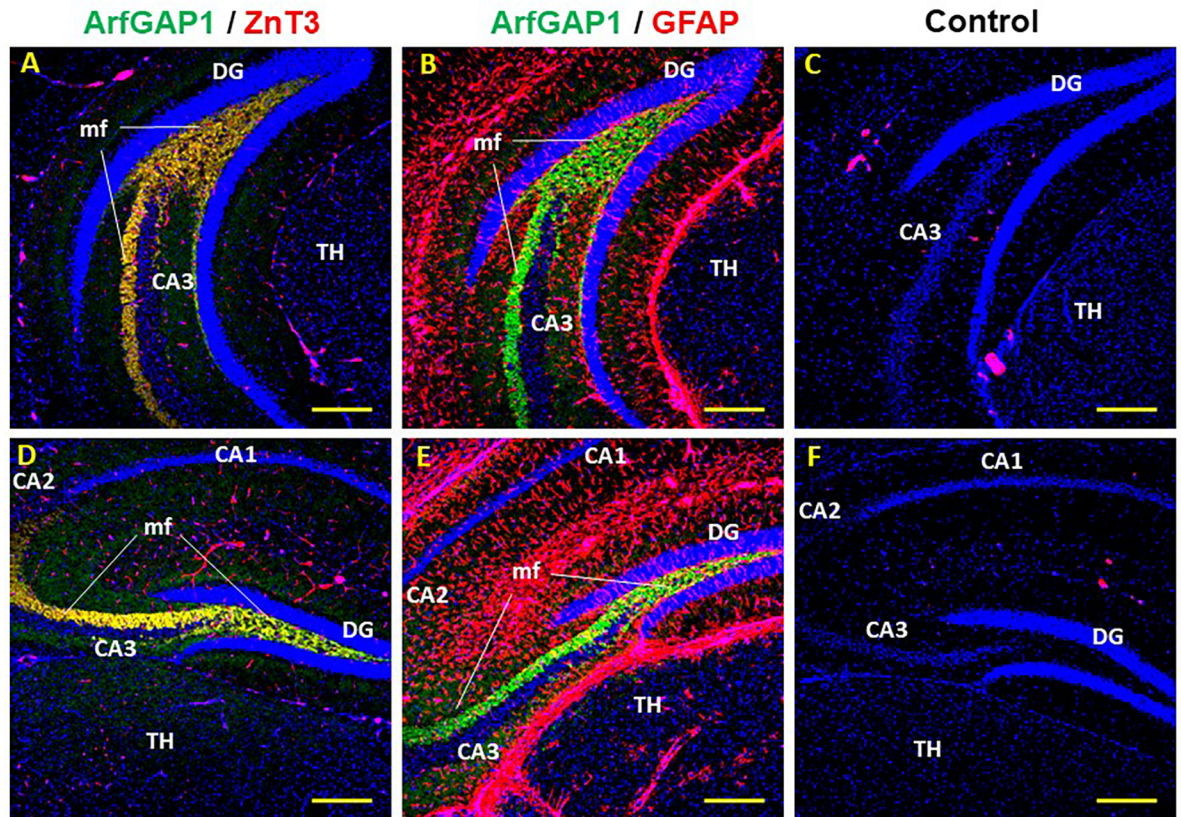 ArfGAP1 / ZnT3
ArfGAP1 / GFAP
Control
A
DG
mf
CA3
TH
B
DG
mf
CA3
TH
C
DG
CA3
TH
D
CA1
CA2
mf
CA3
DG
TH
E
CA1
DG
CA2
mf
TH
CA3
F
CA1
CA2
CA3
DG
TH